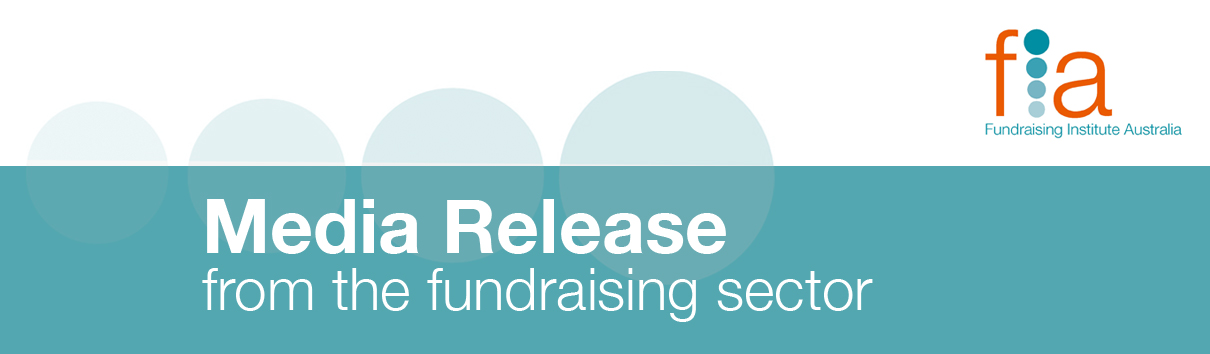 fia
Fundraising Institute Australia
Media Release
from the fundraising sector